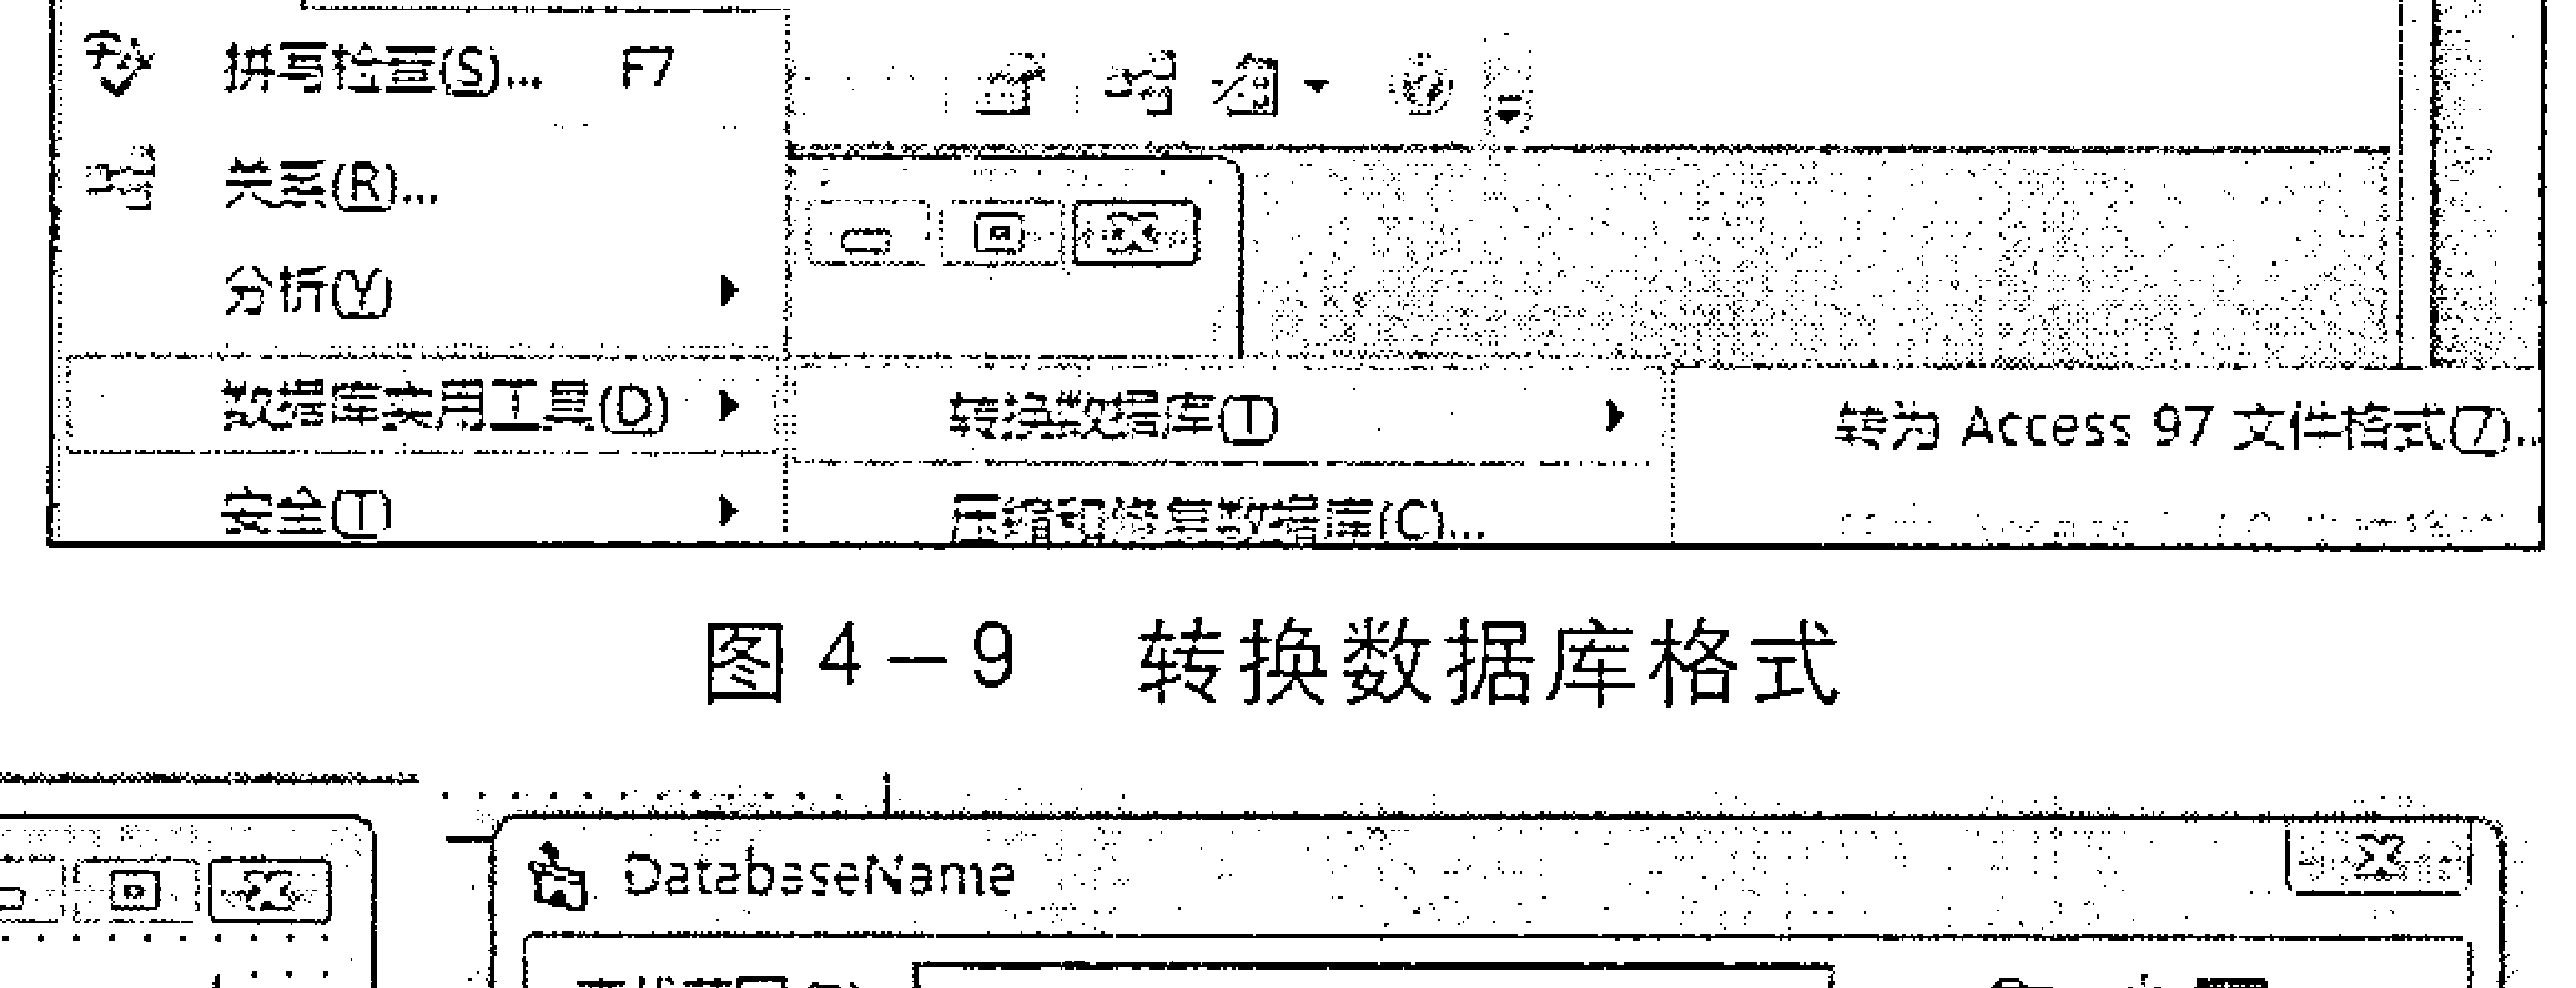 拼写检查(S)... F7
关系(R)...
分析(Y)
数据库实用工具(D) 转换数据库(T) 转为 Access 97 文件格式(7)..
安全(T) 压缩和修复数据库(C)...
图 4-9 转换数据库格式
DatabaseName